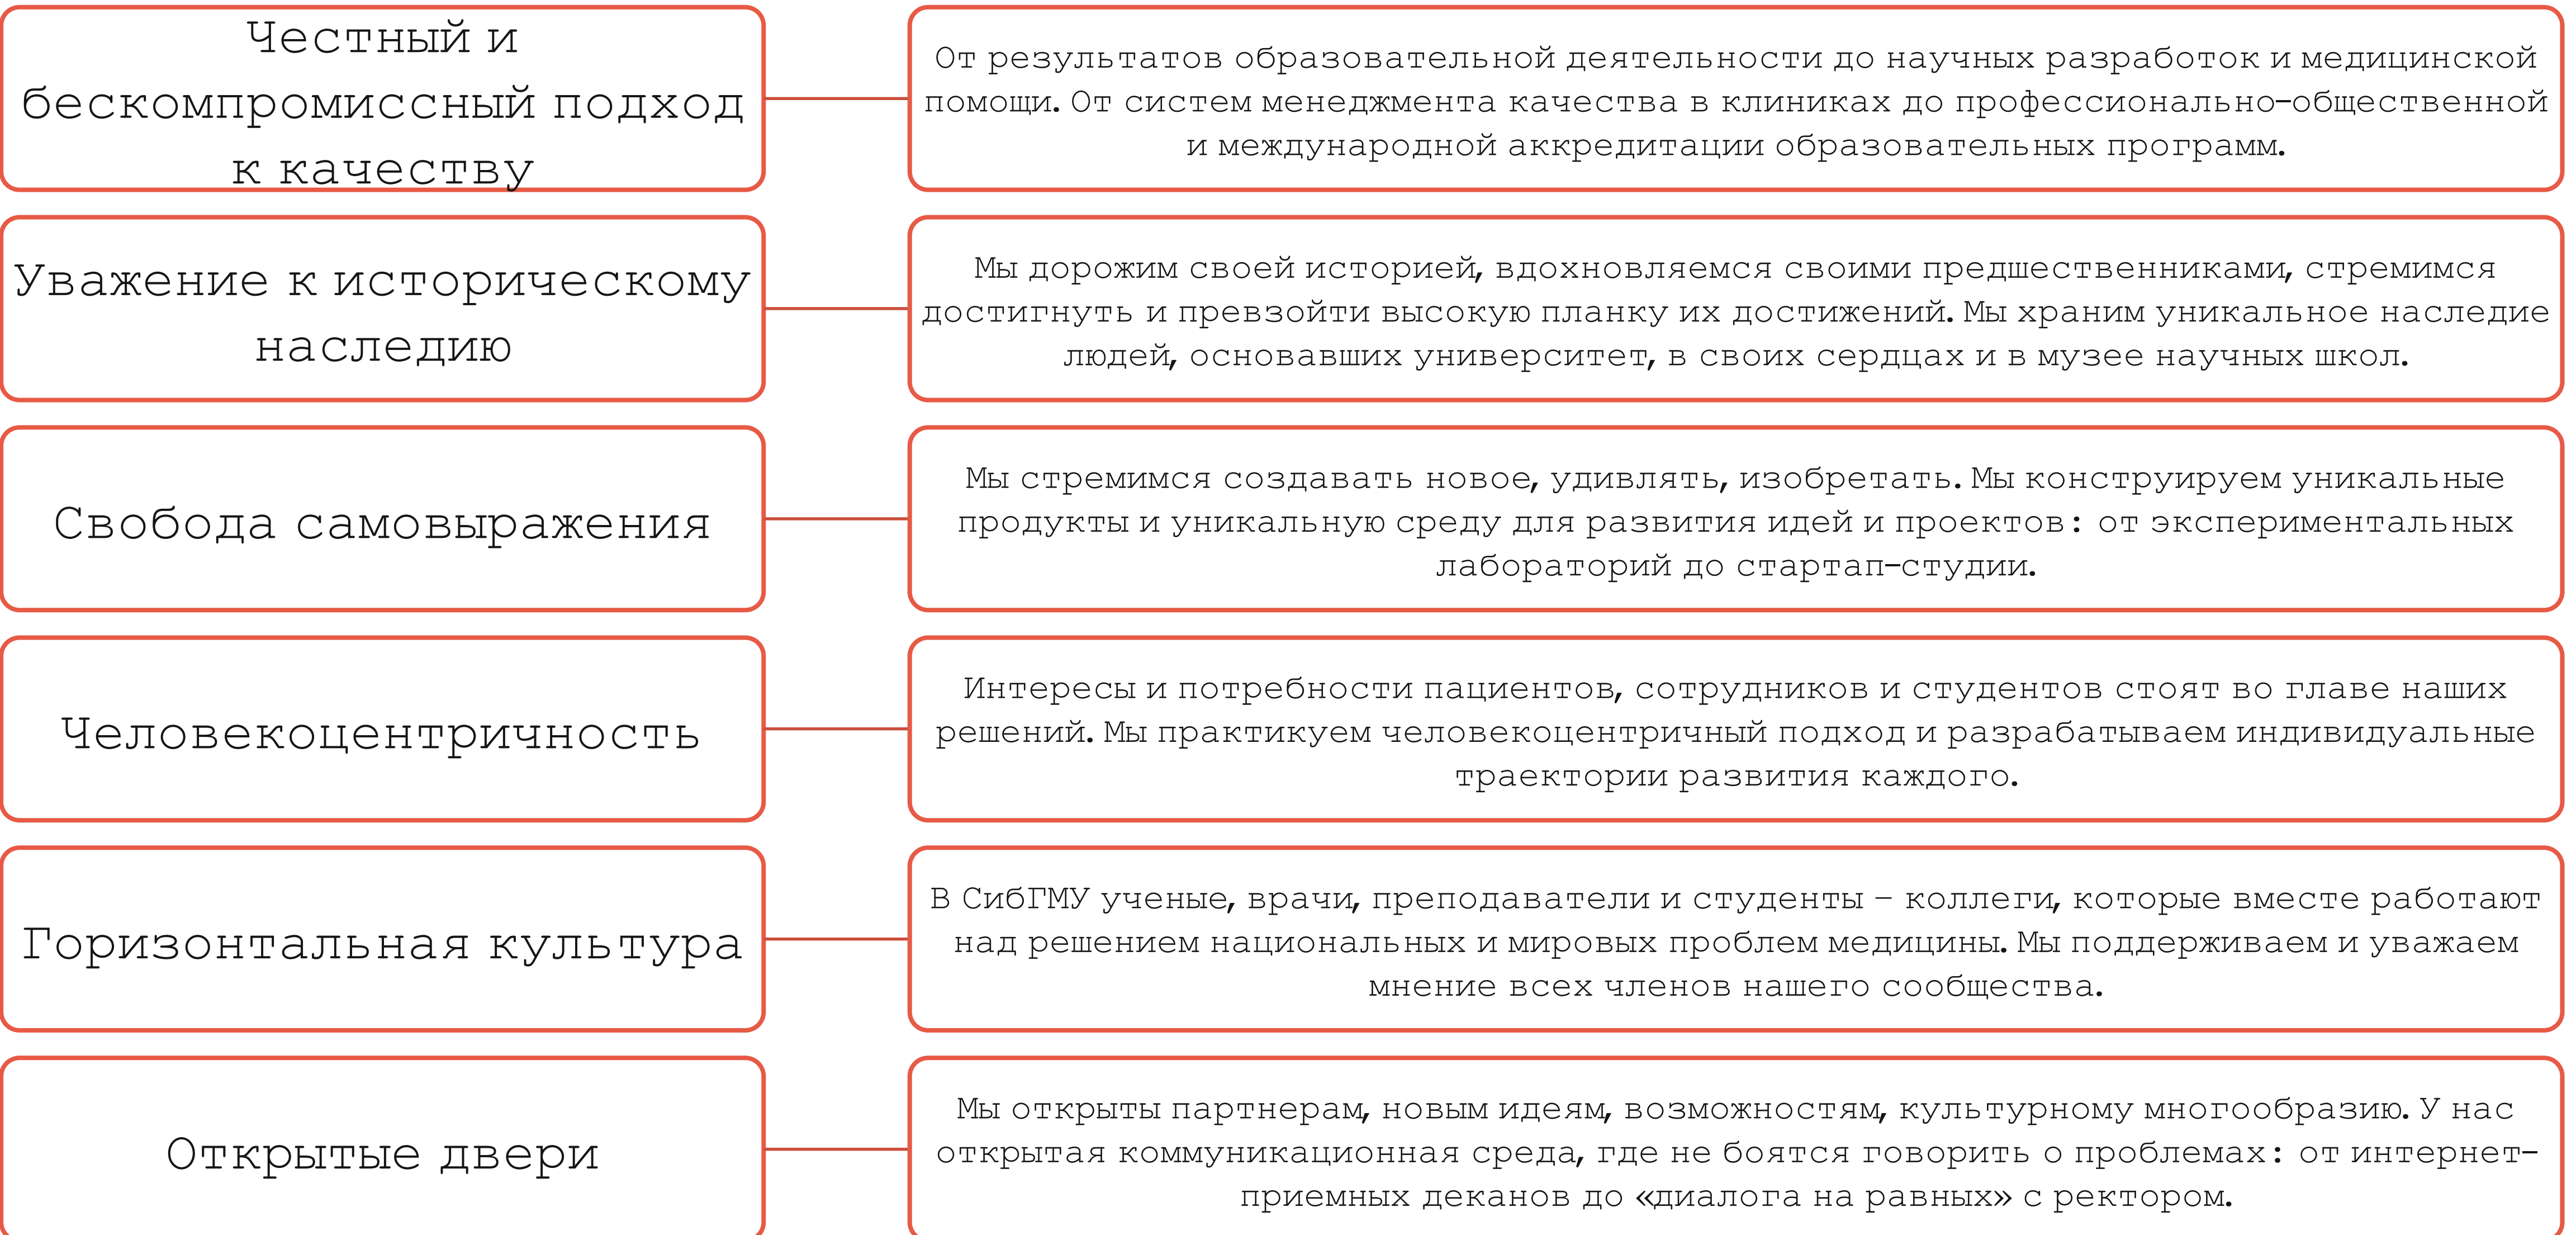 Честный и
бескомпромиссный подход
к качеству
От результатов образовательной деятельности до научных разработок и медицинской
помощи. От систем менеджмента качества в клиниках до профессионально-общественной
и международной аккредитации образовательных программ.
Уважение к историческому
наследию
Мы дорожим своей историей, вдохновляемся своими предшественниками, стремимся
достигнуть и превзойти высокую планку их достижений. Мы храним уникальное наследие
людей, основавших университет, в своих сердцах и в музее научных школ.
Свобода самовыражения
Мы стремимся создавать новое, удивлять, изобретать. Мы конструируем уникальные
продукты и уникальную среду для развития идей и проектов: от экспериментальных
лабораторий до стартап-студии.
Человекоцентричность
Интересы и потребности пациентов, сотрудников и студентов стоят во главе наших
решений. Мы практикуем человекоцентричный подход и разрабатываем индивидуальные
траектории развития каждого.
Горизонтальная культура
В СибГМУ ученые, врачи, преподаватели и студенты – коллеги, которые вместе работают
над решением национальных и мировых проблем медицины. Мы поддерживаем и уважаем
мнение всех членов нашего сообщества.
Открытые двери
Мы открыты партнерам, новым идеям, возможностям, культурному многообразию. У нас
открытая коммуникационная среда, где не боятся говорить о проблемах: от интернет-
приемных деканов до «диалога на равных» с ректором.